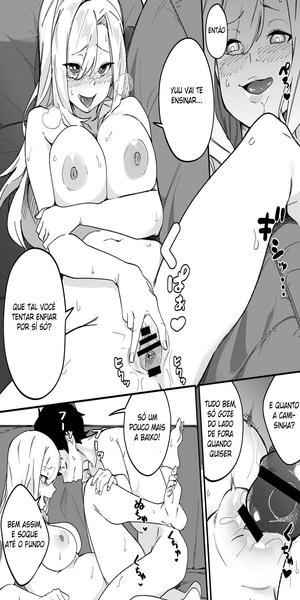 ENTÃO
YUU VAI TE
ENSINAR...
QUE TAL VOCÊ
TENTAR ENFIAR
POR SÍ SÓ?
E QUANTO
A CAMI-
SINHA?
TUDO BEM,
SÓ GOZE
DO LADO
DE FORA
QUANDO
QUISER
SÓ UM
POUCO MAIS
A BAIXO!
BEM ASSIM,
E SOQUE
ATÉ O FUNDO